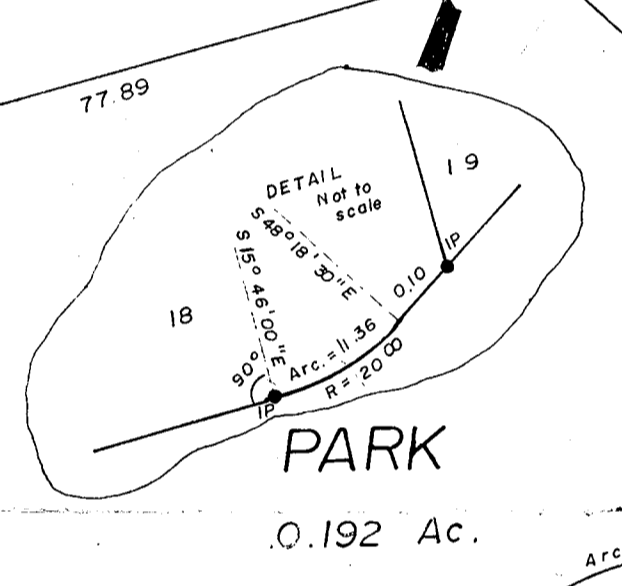 77.89
DETAIL
Not to
scale
19
S 48° 18' 30" E
S 15° 46' 00" E
IP
0.10
18
Arc. = 11.36
R = 20.00
90°
IP
PARK
0.192 Ac.
Arc